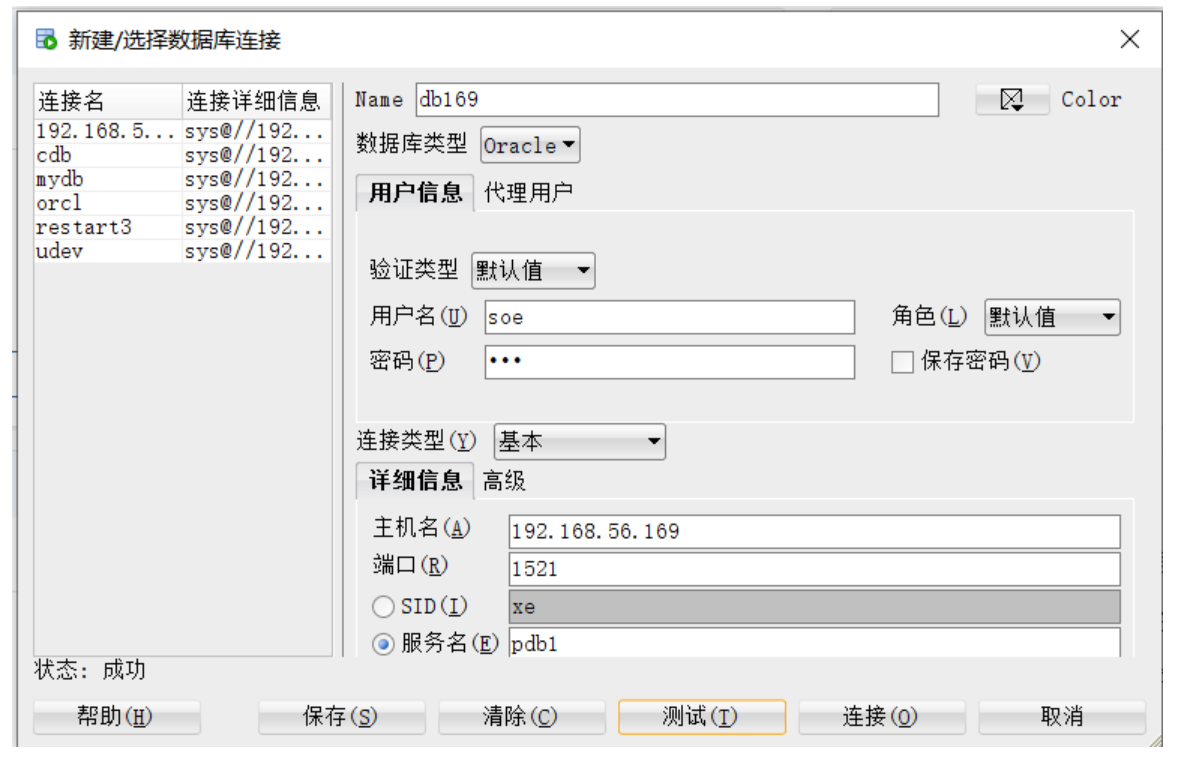 新建/选择数据库连接
连接名 连接详细信息
192.168.5... sys@//192...
cdb sys@//192...
mydb sys@//192...
orcl sys@//192...
restart3 sys@//192...
udev sys@//192...
Name db169 Color
数据库类型 Oracle
用户信息 代理用户
验证类型 默认值
用户名(U) soe 角色(L) 默认值
密码(P) ••• 保存密码(V)
连接类型(Y) 基本
详细信息 高级
主机名(A) 192.168.56.169
端口(R) 1521
SID(I) xe
服务名(E) pdb1
状态: 成功
帮助(H) 保存(S) 清除(C) 测试(T) 连接(O) 取消